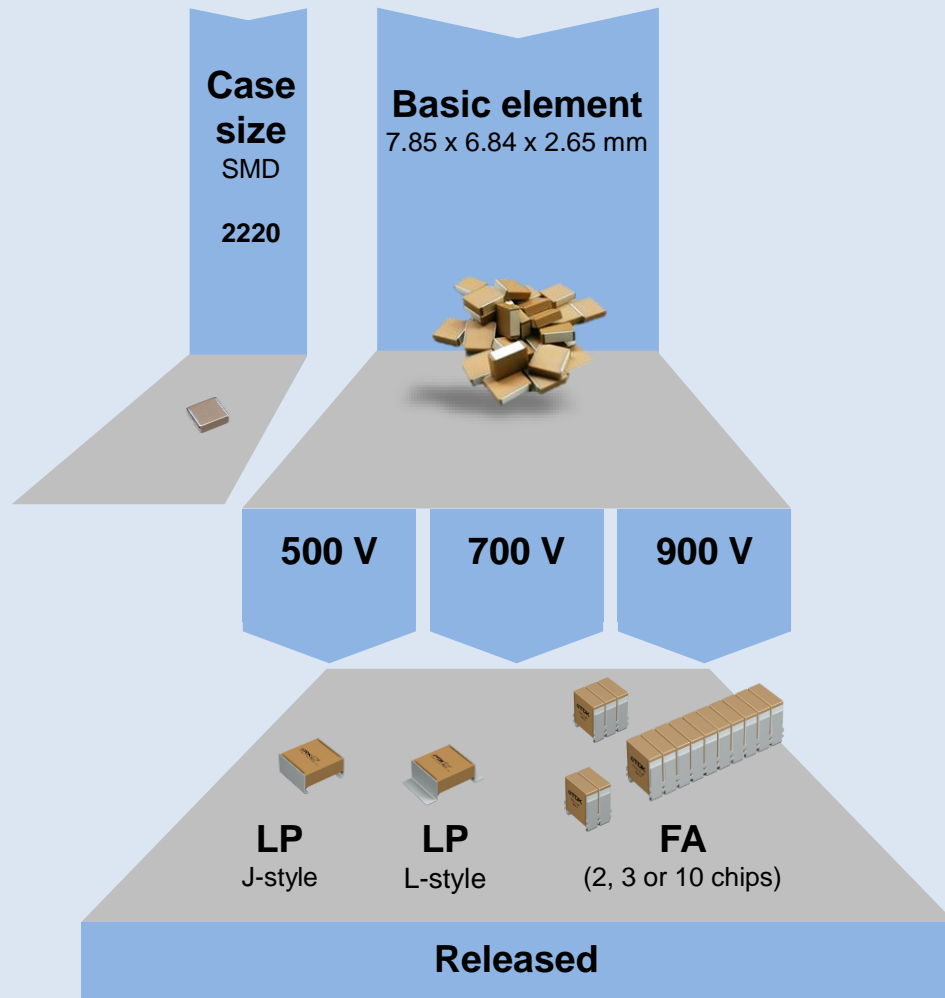 Case
size
SMD
2220
Basic element
7.85 x 6.84 x 2.65 mm
500 V
700 V
900 V
LP
J-style
LP
L-style
FA
(2, 3 or 10 chips)
Released